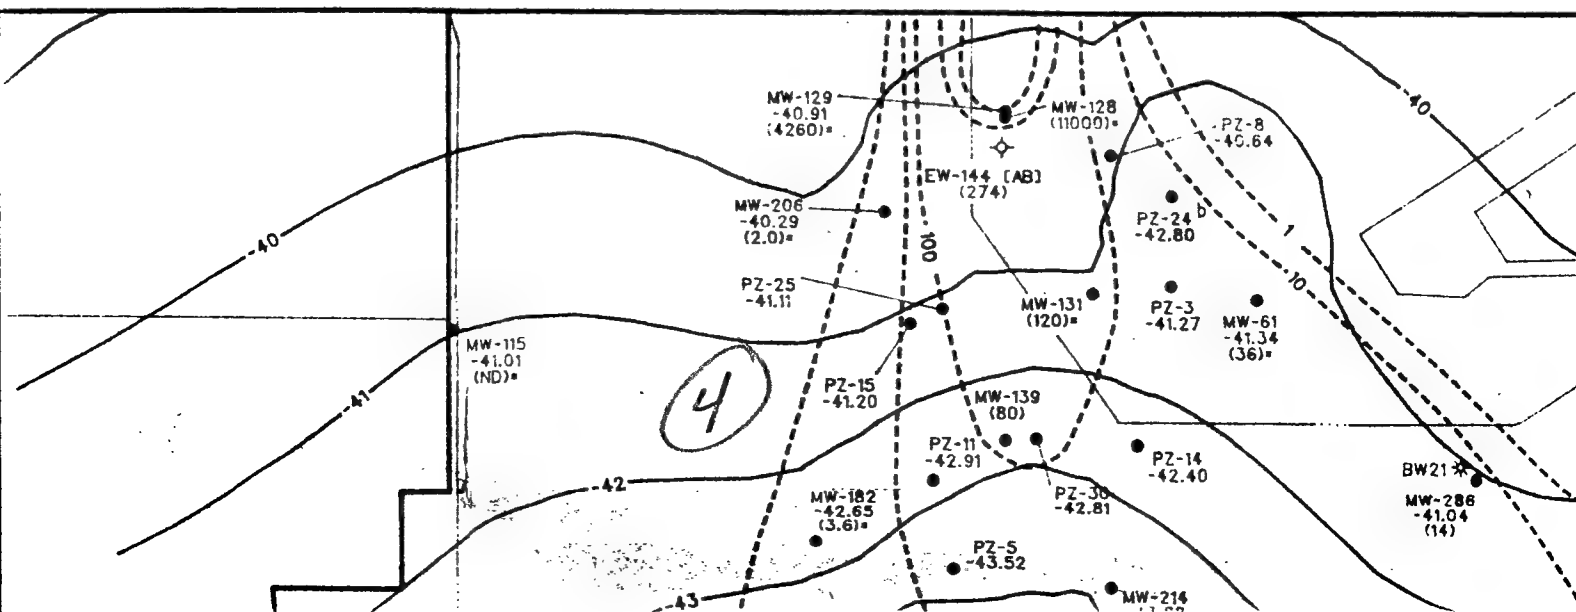 MW-129
-40.91
(4260)*
MW-128
(11000)*
-40
PZ-8
-40.64
EW-144 [AB]
(274)
MW-206
-40.29
(2.0)*
PZ-24
b
-42.80
-40
100
1
10
PZ-25
-41.11
MW-131
(120)*
PZ-3
-41.27
MW-61
-41.34
(36)*
MW-115
-41.01
(ND)*
4
PZ-15
-41.20
-41
MW-139
(80)
PZ-11
-42.91
PZ-14
-42.40
BW21
-42
MW-182
-42.65
(3.6)*
PZ-30
-42.81
MW-286
-41.04
(14)
PZ-5
-43.52
-43
MW-214